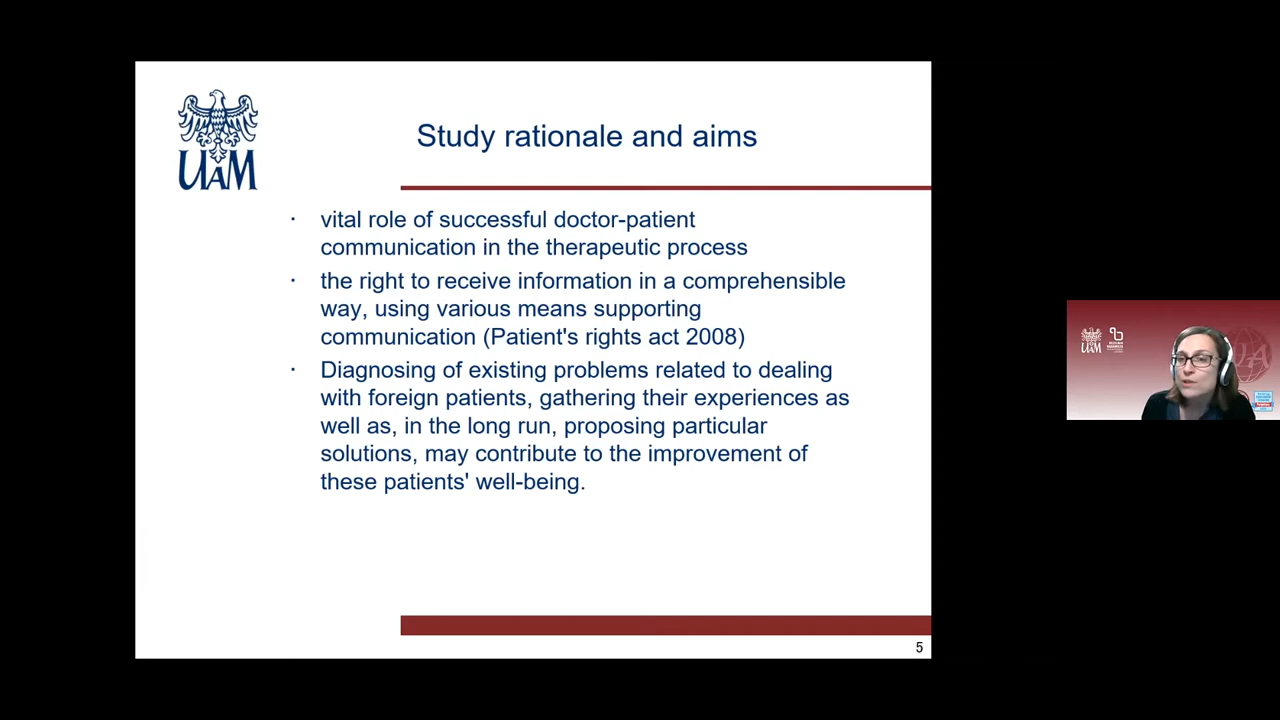 UAM
Study rationale and aims
· vital role of successful doctor-patient
communication in the therapeutic process
· the right to receive information in a comprehensible
way, using various means supporting
communication (Patient's rights act 2008)
· Diagnosing of existing problems related to dealing
with foreign patients, gathering their experiences as
well as, in the long run, proposing particular
solutions, may contribute to the improvement of
these patients' well-being.
5
UAM